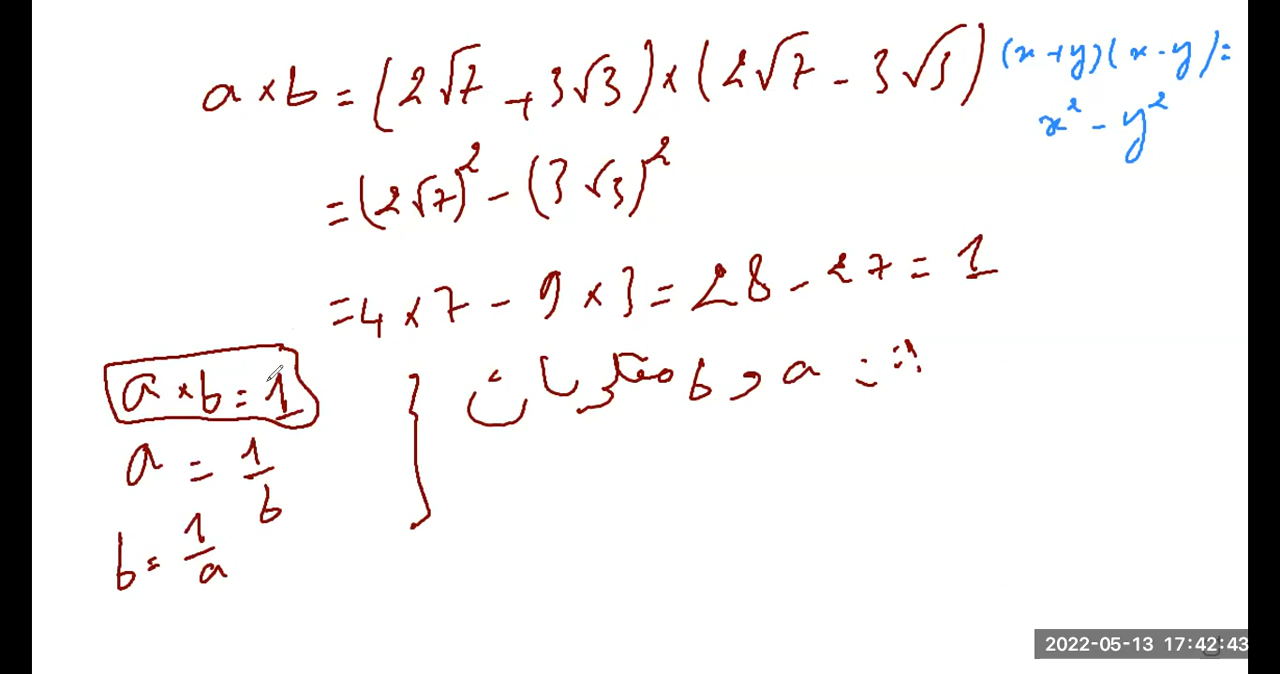 a × b = (2√7 + 3√3) × (2√7 - 3√3)
(x + y)(x - y) =
x² - y²
= (2√7)² - (3√3)²
= 4 × 7 - 9 × 3 = 28 - 27 = 1
a × b = 1
a و b
a = 1/b
b = 1/a
2022-05-13 17:42:43